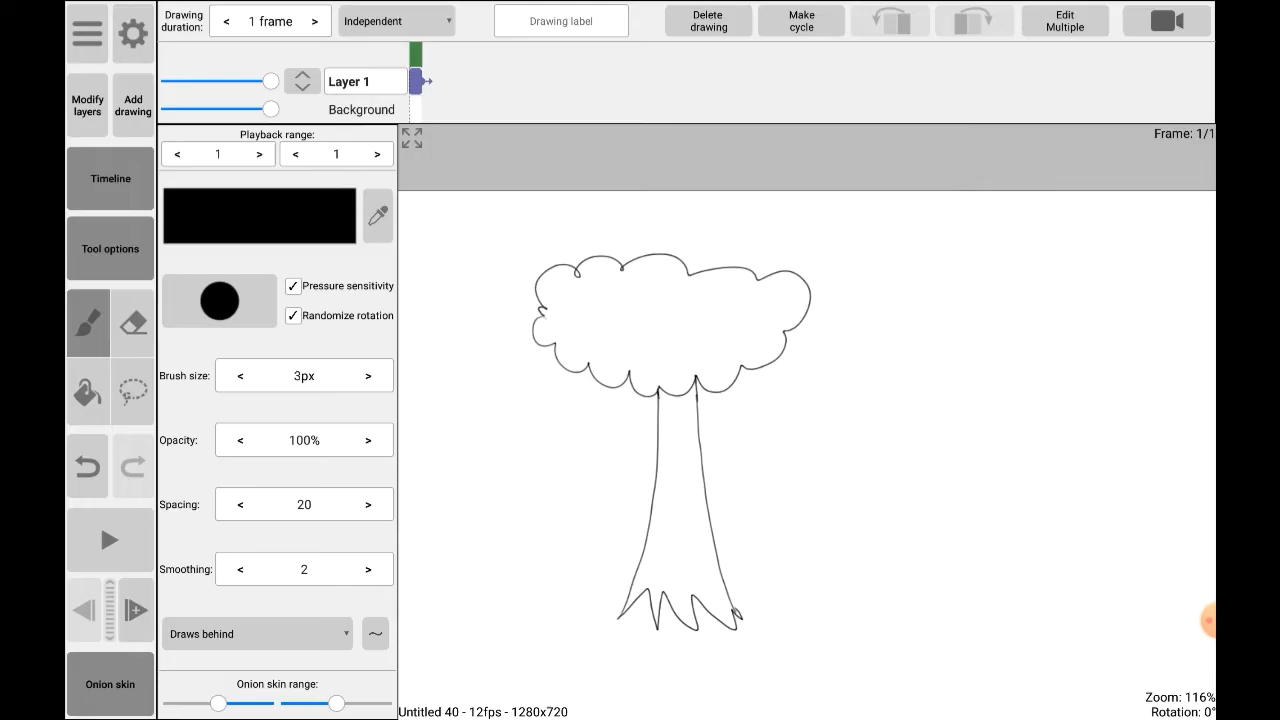 Drawing duration:
< 1 frame >
Independent
Drawing label
Delete drawing
Make cycle
Edit Multiple
Layer 1
Background
Modify layers
Add drawing
Playback range:
< 1 >
< 1 >
Frame: 1/1
Timeline
Tool options
Pressure sensitivity
Randomize rotation
Brush size:
< 3px >
Opacity:
< 100% >
Spacing:
< 20 >
Smoothing:
< 2 >
Draws behind
Onion skin
Onion skin range:
Untitled 40 - 12fps - 1280x720
Zoom: 116%
Rotation: 0°